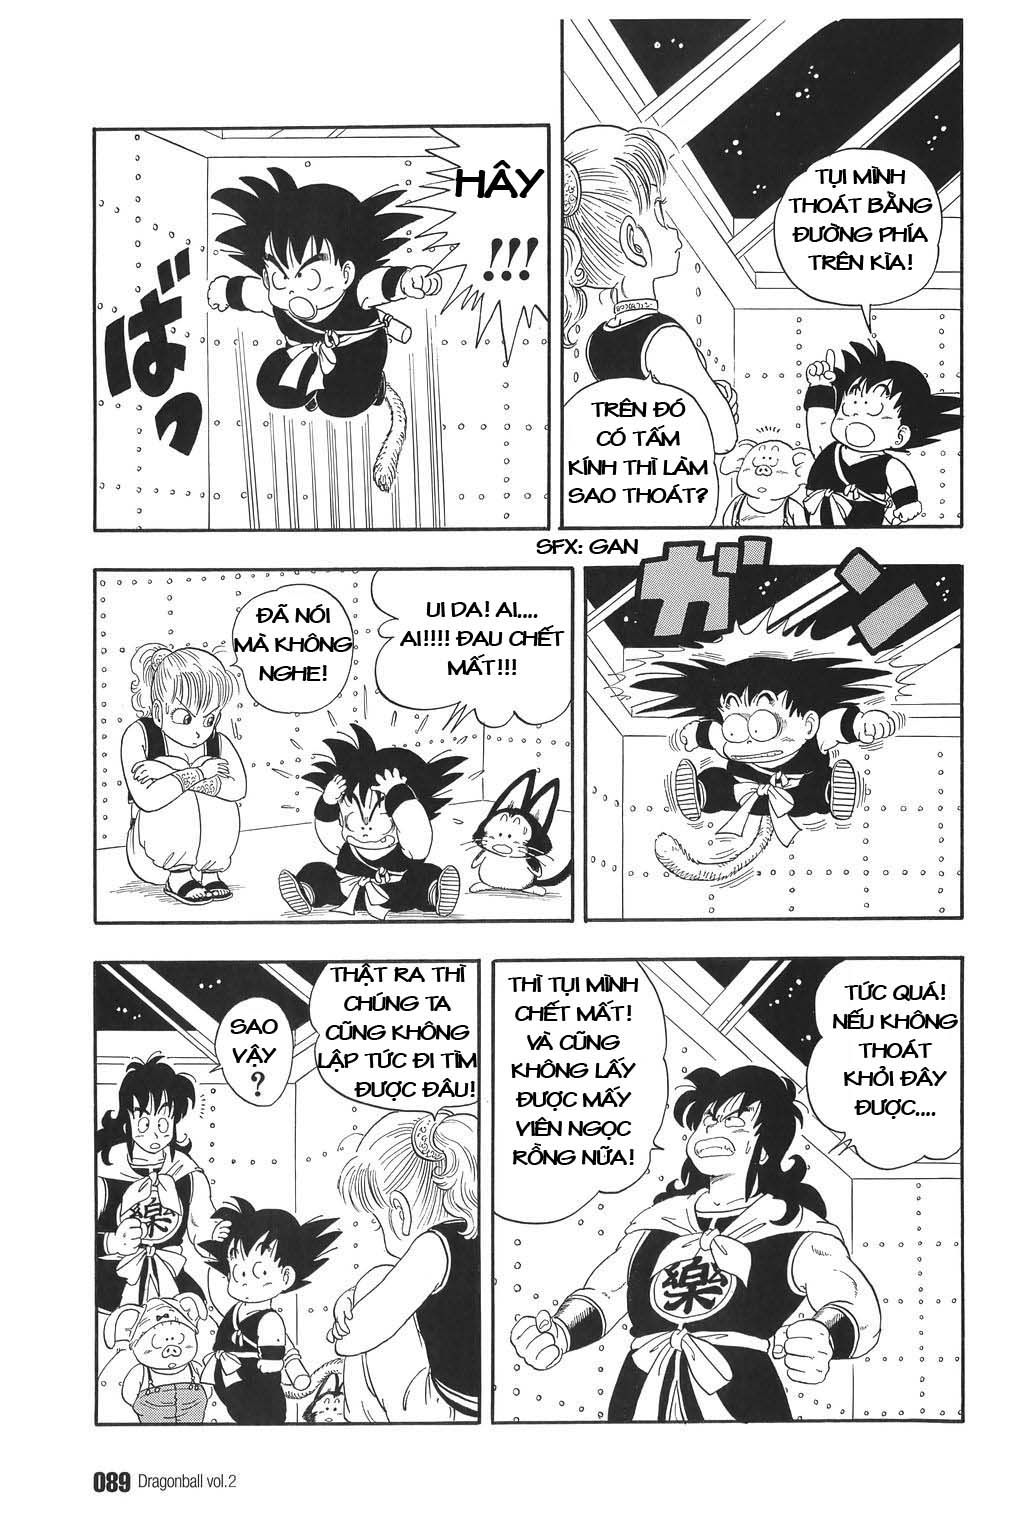 TỤI MÌNH
THOÁT BẰNG
ĐƯỜNG PHÍA
TRÊN KÌA!
TRÊN ĐÓ
CÓ TẤM
KÍNH THÌ LÀM
SAO THOÁT?
HÂY
!!!
ばっ
SFX: GAN
ガン
UI DA! AI....
AI!!!! ĐAU CHẾT
MẤT!!!
ĐÃ NÓI
MÀ KHÔNG
NGHE!
TỨC QUÁ!
NẾU KHÔNG
THOÁT
KHỎI ĐÂY
ĐƯỢC....
THÌ TỤI MÌNH
CHẾT MẤT!
VÀ CŨNG
KHÔNG LẤY
ĐƯỢC MẤY
VIÊN NGỌC
RỒNG NỮA!
樂
THẬT RA THÌ
CHÚNG TA
CŨNG KHÔNG
LẬP TỨC ĐI TÌM
ĐƯỢC ĐÂU!
SAO
VẬY
?
樂
089 Dragonball vol.2